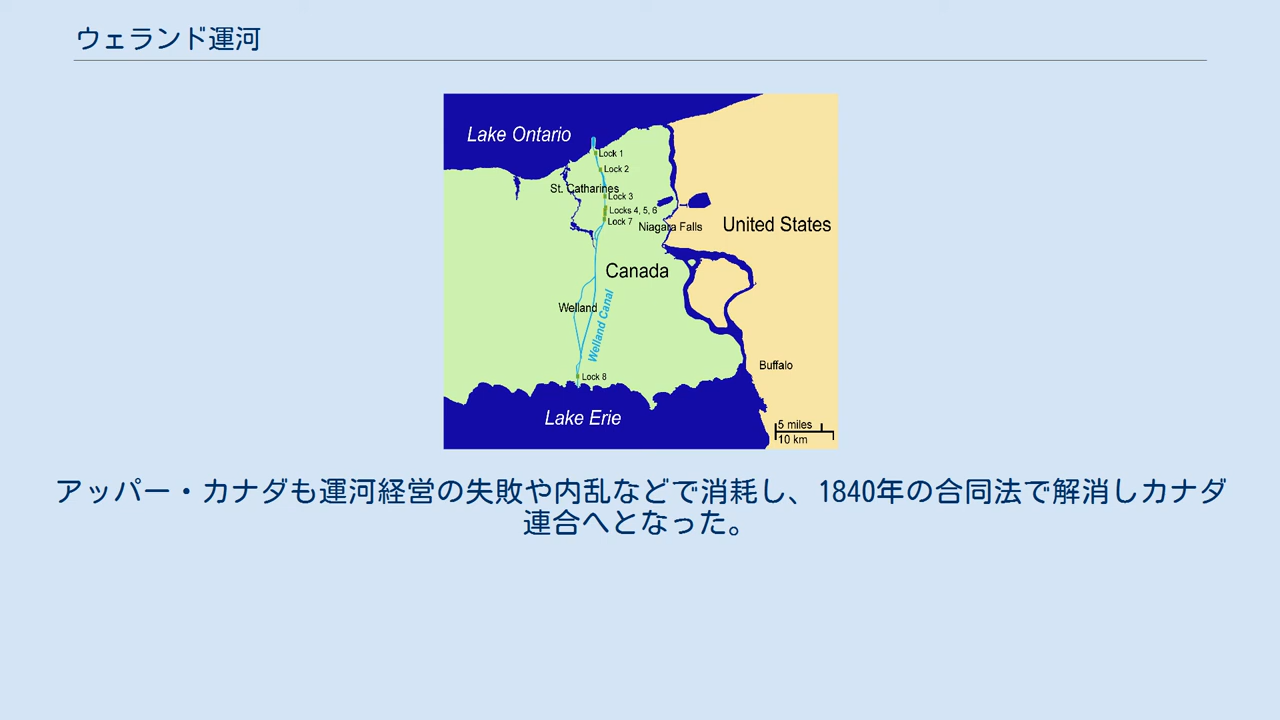 ウェランド運河
Lake Ontario
Lock 1
Lock 2
St. Catharines
Lock 3
Locks 4, 5, 6
Lock 7
Niagara Falls
United States
Canada
Welland
Welland Canal
Buffalo
Lock 8
Lake Erie
5 miles
10 km
アッパー・カナダも運河経営の失敗や内乱などで消耗し、1840年の合同法で解消しカナダ
連合へとなった。